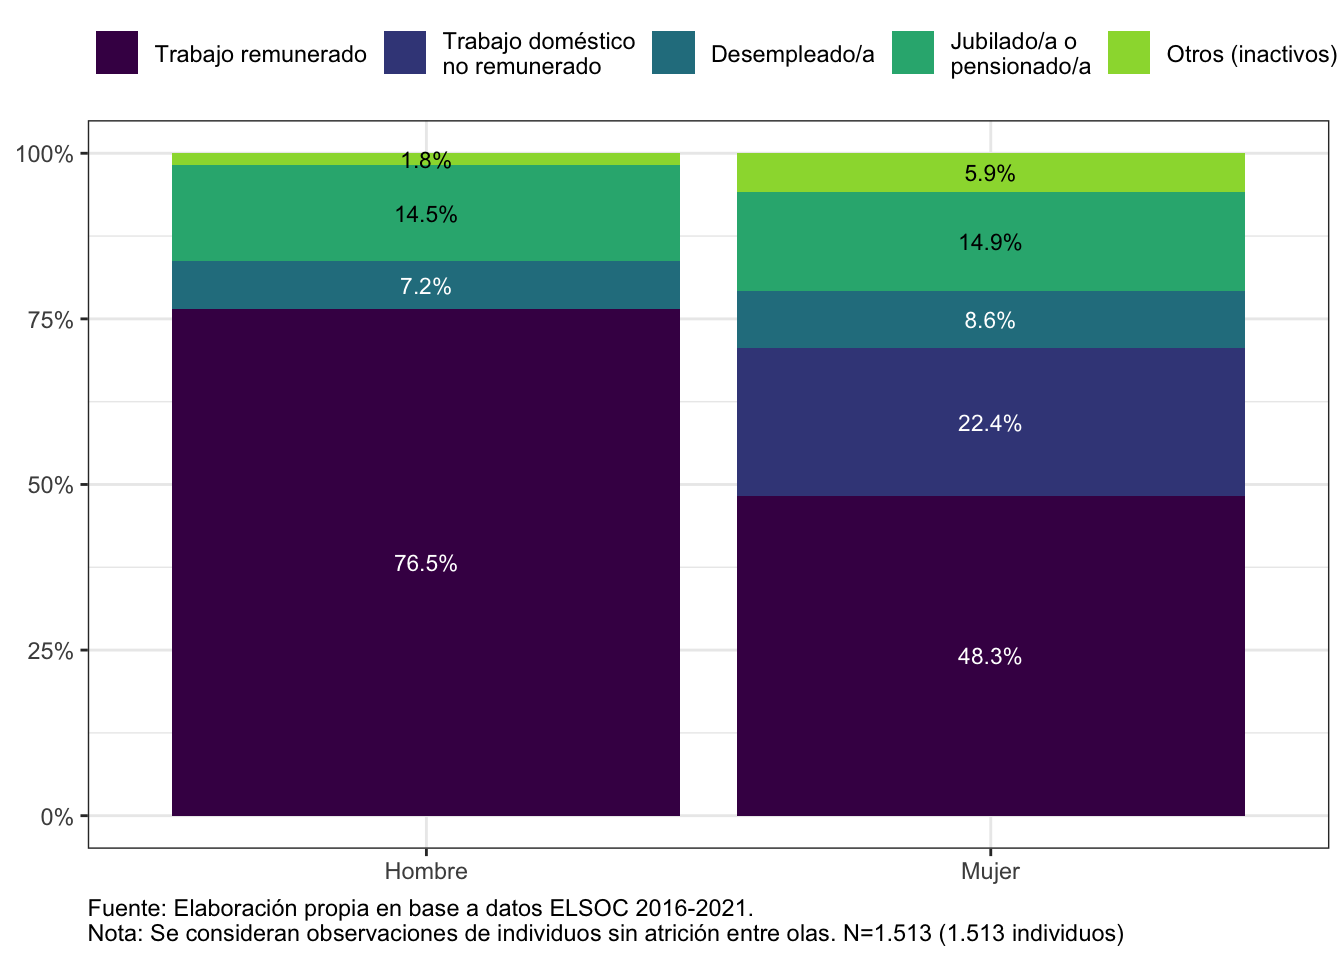 Trabajo remunerado
Trabajo doméstico
no remunerado
Desempleado/a
Jubilado/a o
pensionado/a
Otros (inactivos)
100%
75%
50%
25%
0%
1.8%
14.5%
7.2%
76.5%
5.9%
14.9%
8.6%
22.4%
48.3%
Hombre
Mujer
Fuente: Elaboración propia en base a datos ELSOC 2016-2021.
Nota: Se consideran observaciones de individuos sin atrición entre olas. N=1.513 (1.513 individuos)